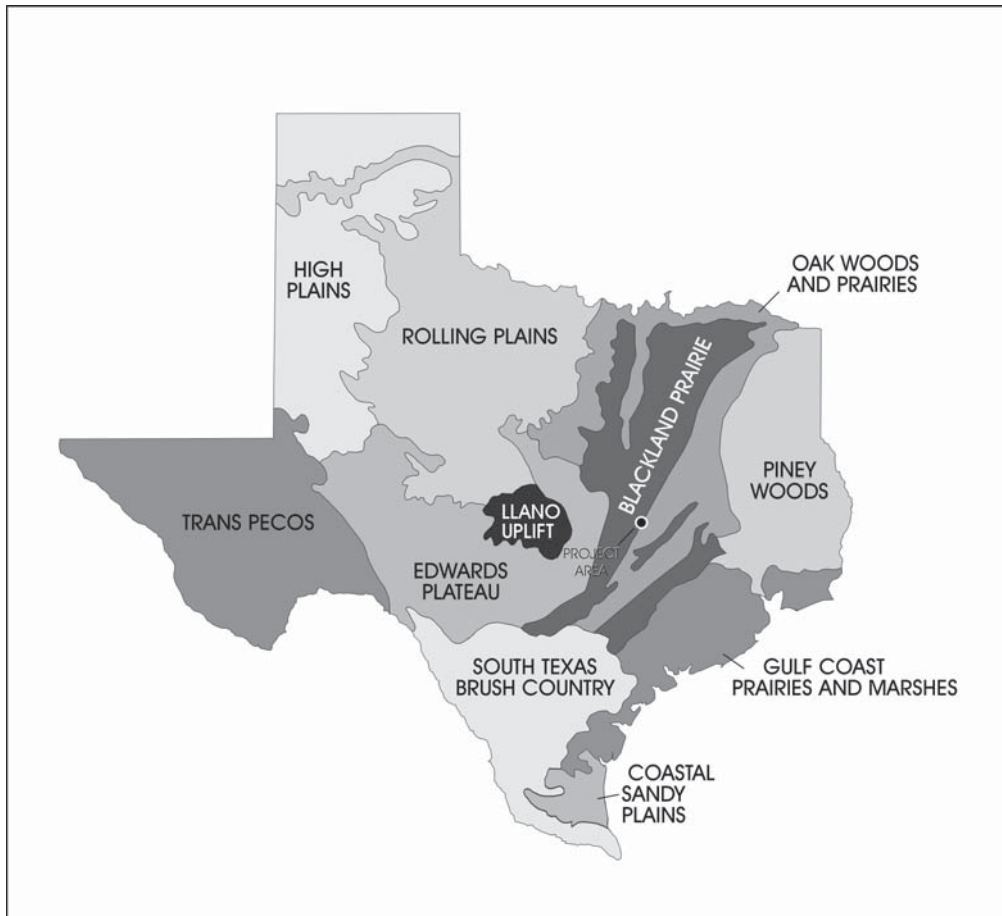 OAK WOODS
AND PRAIRIES
HIGH
PLAINS
ROLLING PLAINS
BLACKLAND PRAIRIE
PINEY
WOODS
LLANO
UPLIFT
TRANS PECOS
PROJECT
AREA
EDWARDS
PLATEAU
SOUTH TEXAS
BRUSH COUNTRY
GULF COAST
PRAIRIES AND MARSHES
COASTAL
SANDY
PLAINS